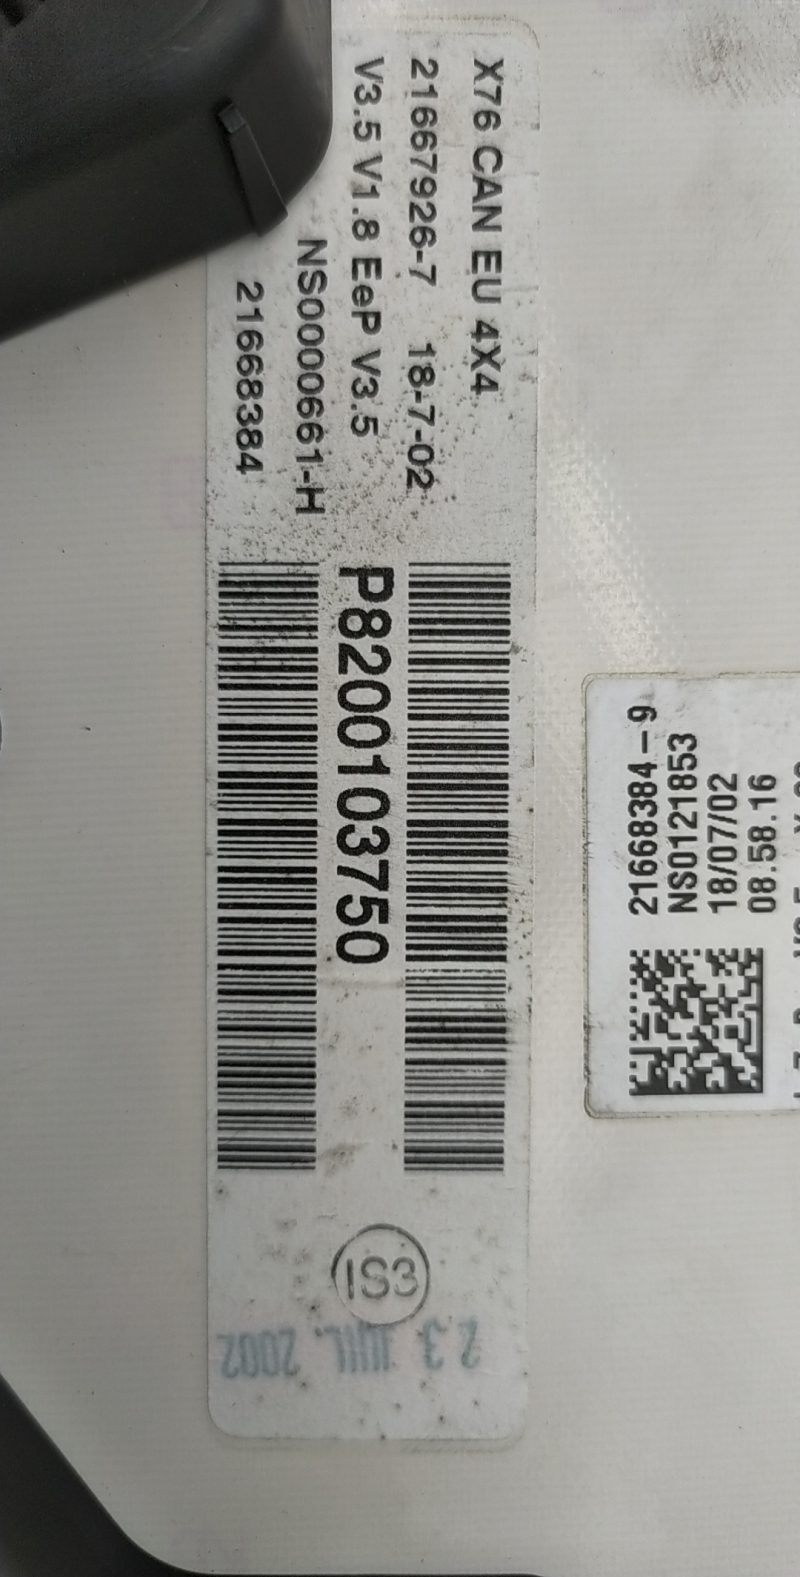 X76 CAN EU 4X4
21667926-7 18-7-02
V3.5 V1.8 EeP V3.5
NS0000661-H
21668384
P8200103750
ES1
23 JUIL. 2002
21668384-9
NS0121853
18/07/02
08.58.16